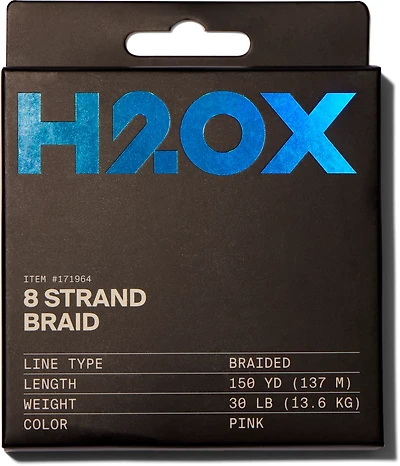 H2OX
ITEM #171964
8 STRAND
BRAID
LINE TYPE BRAIDED
LENGTH 150 YD (137 M)
WEIGHT 30 LB (13.6 KG)
COLOR PINK